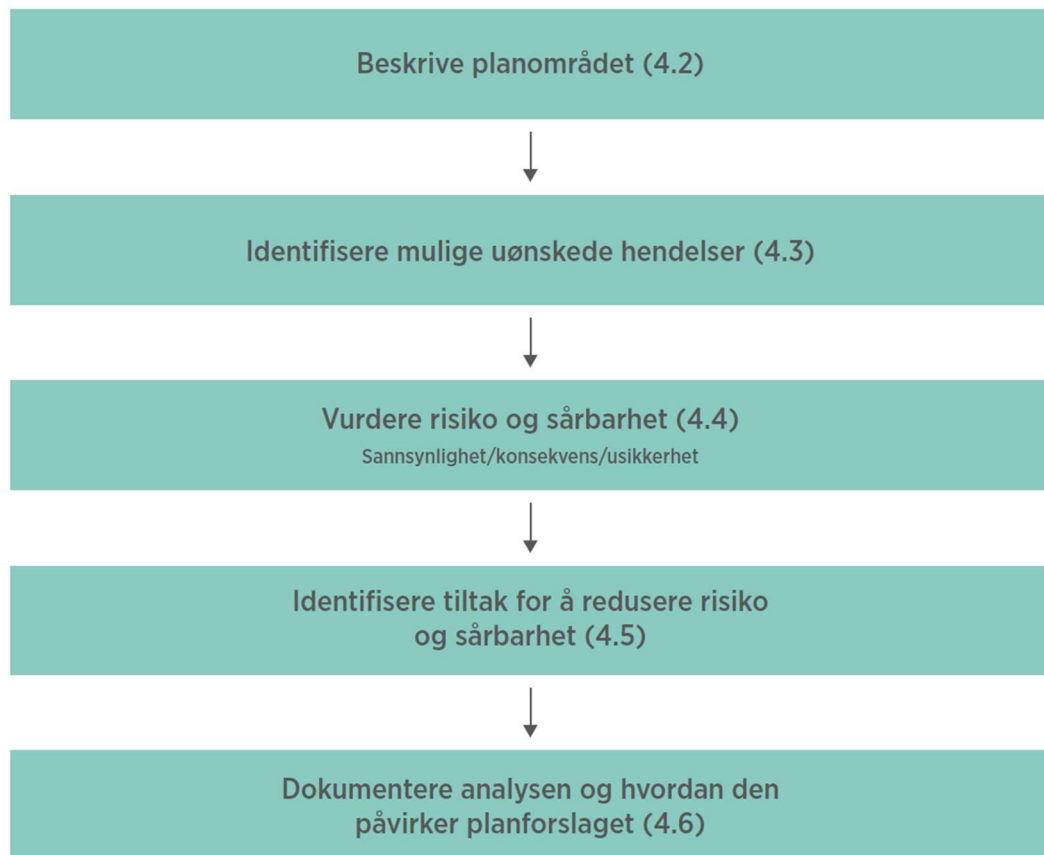 Beskrive planområdet (4.2)
Identifisere mulige uønskede hendelser (4.3)
Vurdere risiko og sårbarhet (4.4)
Sannsynlighet/konsekvens/usikkerhet
Identifisere tiltak for å redusere risiko
og sårbarhet (4.5)
Dokumentere analysen og hvordan den
påvirker planforslaget (4.6)